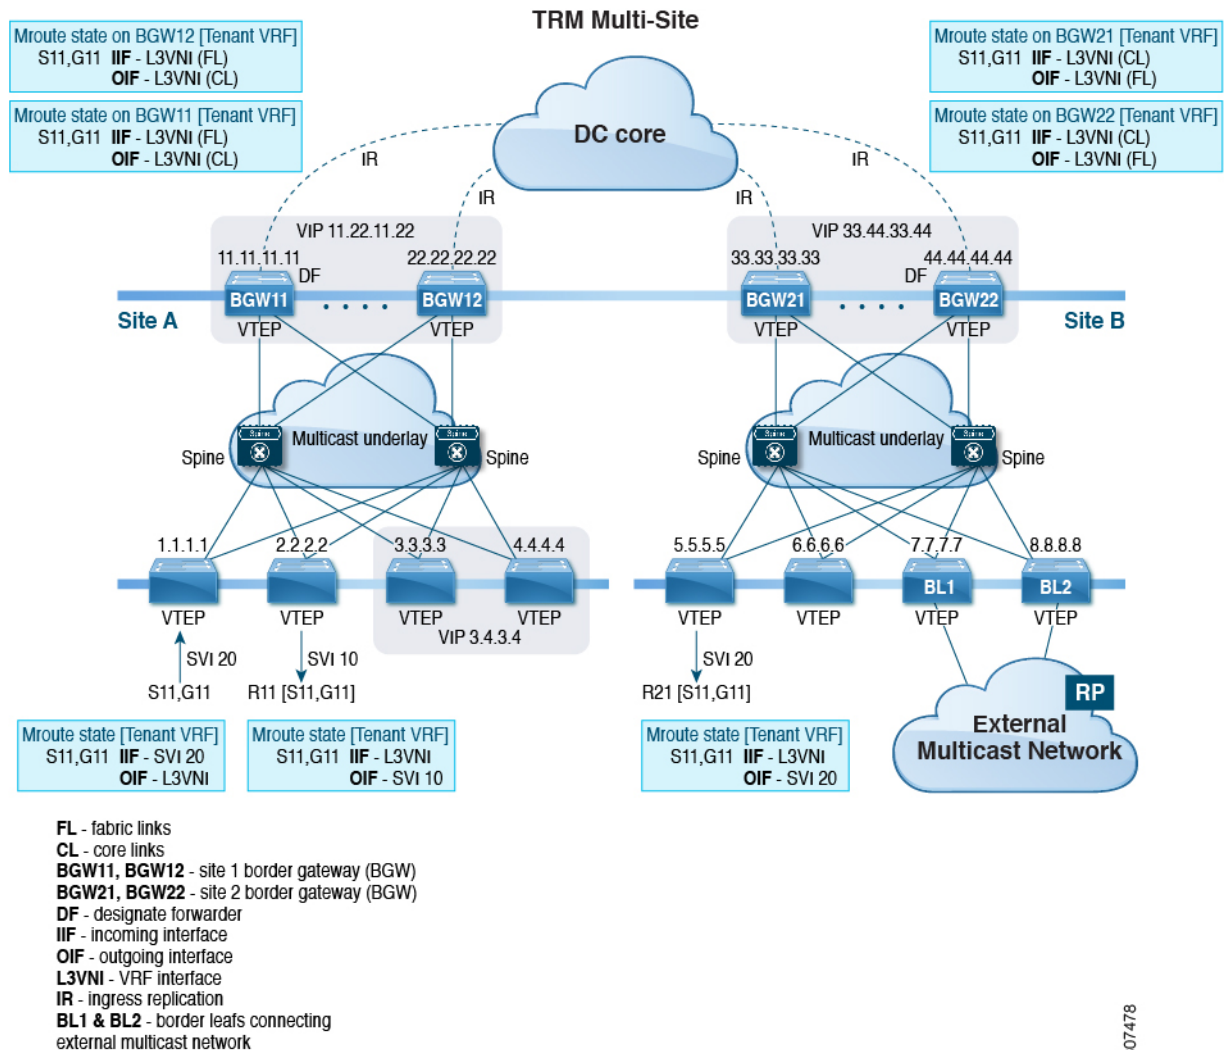 TRM Multi-Site
Mroute state on BGW12 [Tenant VRF]
S11,G11 IIF - L3VNI (FL)
OIF - L3VNI (CL)
Mroute state on BGW11 [Tenant VRF]
S11,G11 IIF - L3VNI (FL)
OIF - L3VNI (CL)
Mroute state on BGW21 [Tenant VRF]
S11,G11 IIF - L3VNI (CL)
OIF - L3VNI (FL)
Mroute state on BGW22 [Tenant VRF]
S11,G11 IIF - L3VNI (CL)
OIF - L3VNI (FL)
DC core
IR
IR
IR
IR
VIP 11.22.11.22
11.11.11.11
22.22.22.22
DF
BGW11
BGW12
VTEP
VTEP
Site A
VIP 33.44.33.44
33.33.33.33
44.44.44.44
DF
BGW21
BGW22
VTEP
VTEP
Site B
Spine
Spine
Multicast underlay
Spine
Spine
Spine
Spine
Multicast underlay
Spine
Spine
1.1.1.1
2.2.2.2
3.3.3.3
4.4.4.4
VTEP
VTEP
VTEP
VTEP
VIP 3.4.3.4
5.5.5.5
6.6.6.6
7.7.7.7
8.8.8.8
BL1
BL2
VTEP
VTEP
VTEP
VTEP
SVI 20
SVI 10
SVI 20
S11,G11
R11 [S11,G11]
R21 [S11,G11]
RP
External
Multicast Network
Mroute state [Tenant VRF]
S11,G11 IIF - SVI 20
OIF - L3VNI
Mroute state [Tenant VRF]
S11,G11 IIF - L3VNI
OIF - SVI 10
Mroute state [Tenant VRF]
S11,G11 IIF - L3VNI
OIF - SVI 20
FL - fabric links
CL - core links
BGW11, BGW12 - site 1 border gateway (BGW)
BGW21, BGW22 - site 2 border gateway (BGW)
DF - designate forwarder
IIF - incoming interface
OIF - outgoing interface
L3VNI - VRF interface
IR - ingress replication
BL1 & BL2 - border leafs connecting
external multicast network
07478